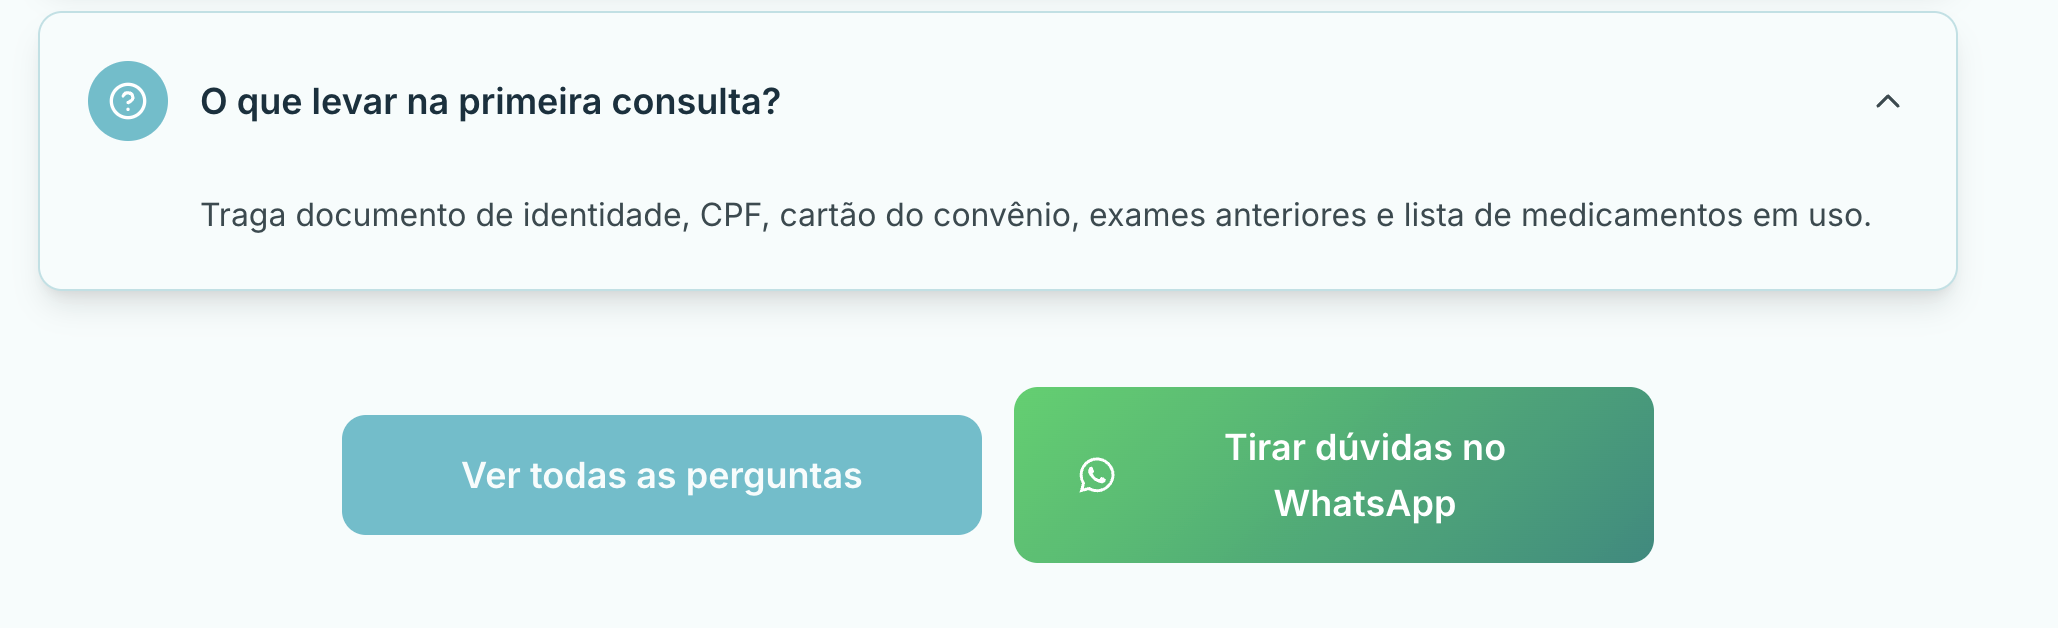 O que levar na primeira consulta?
Traga documento de identidade, CPF, cartão do convênio, exames anteriores e lista de medicamentos em uso.
Ver todas as perguntas
Tirar dúvidas no
WhatsApp